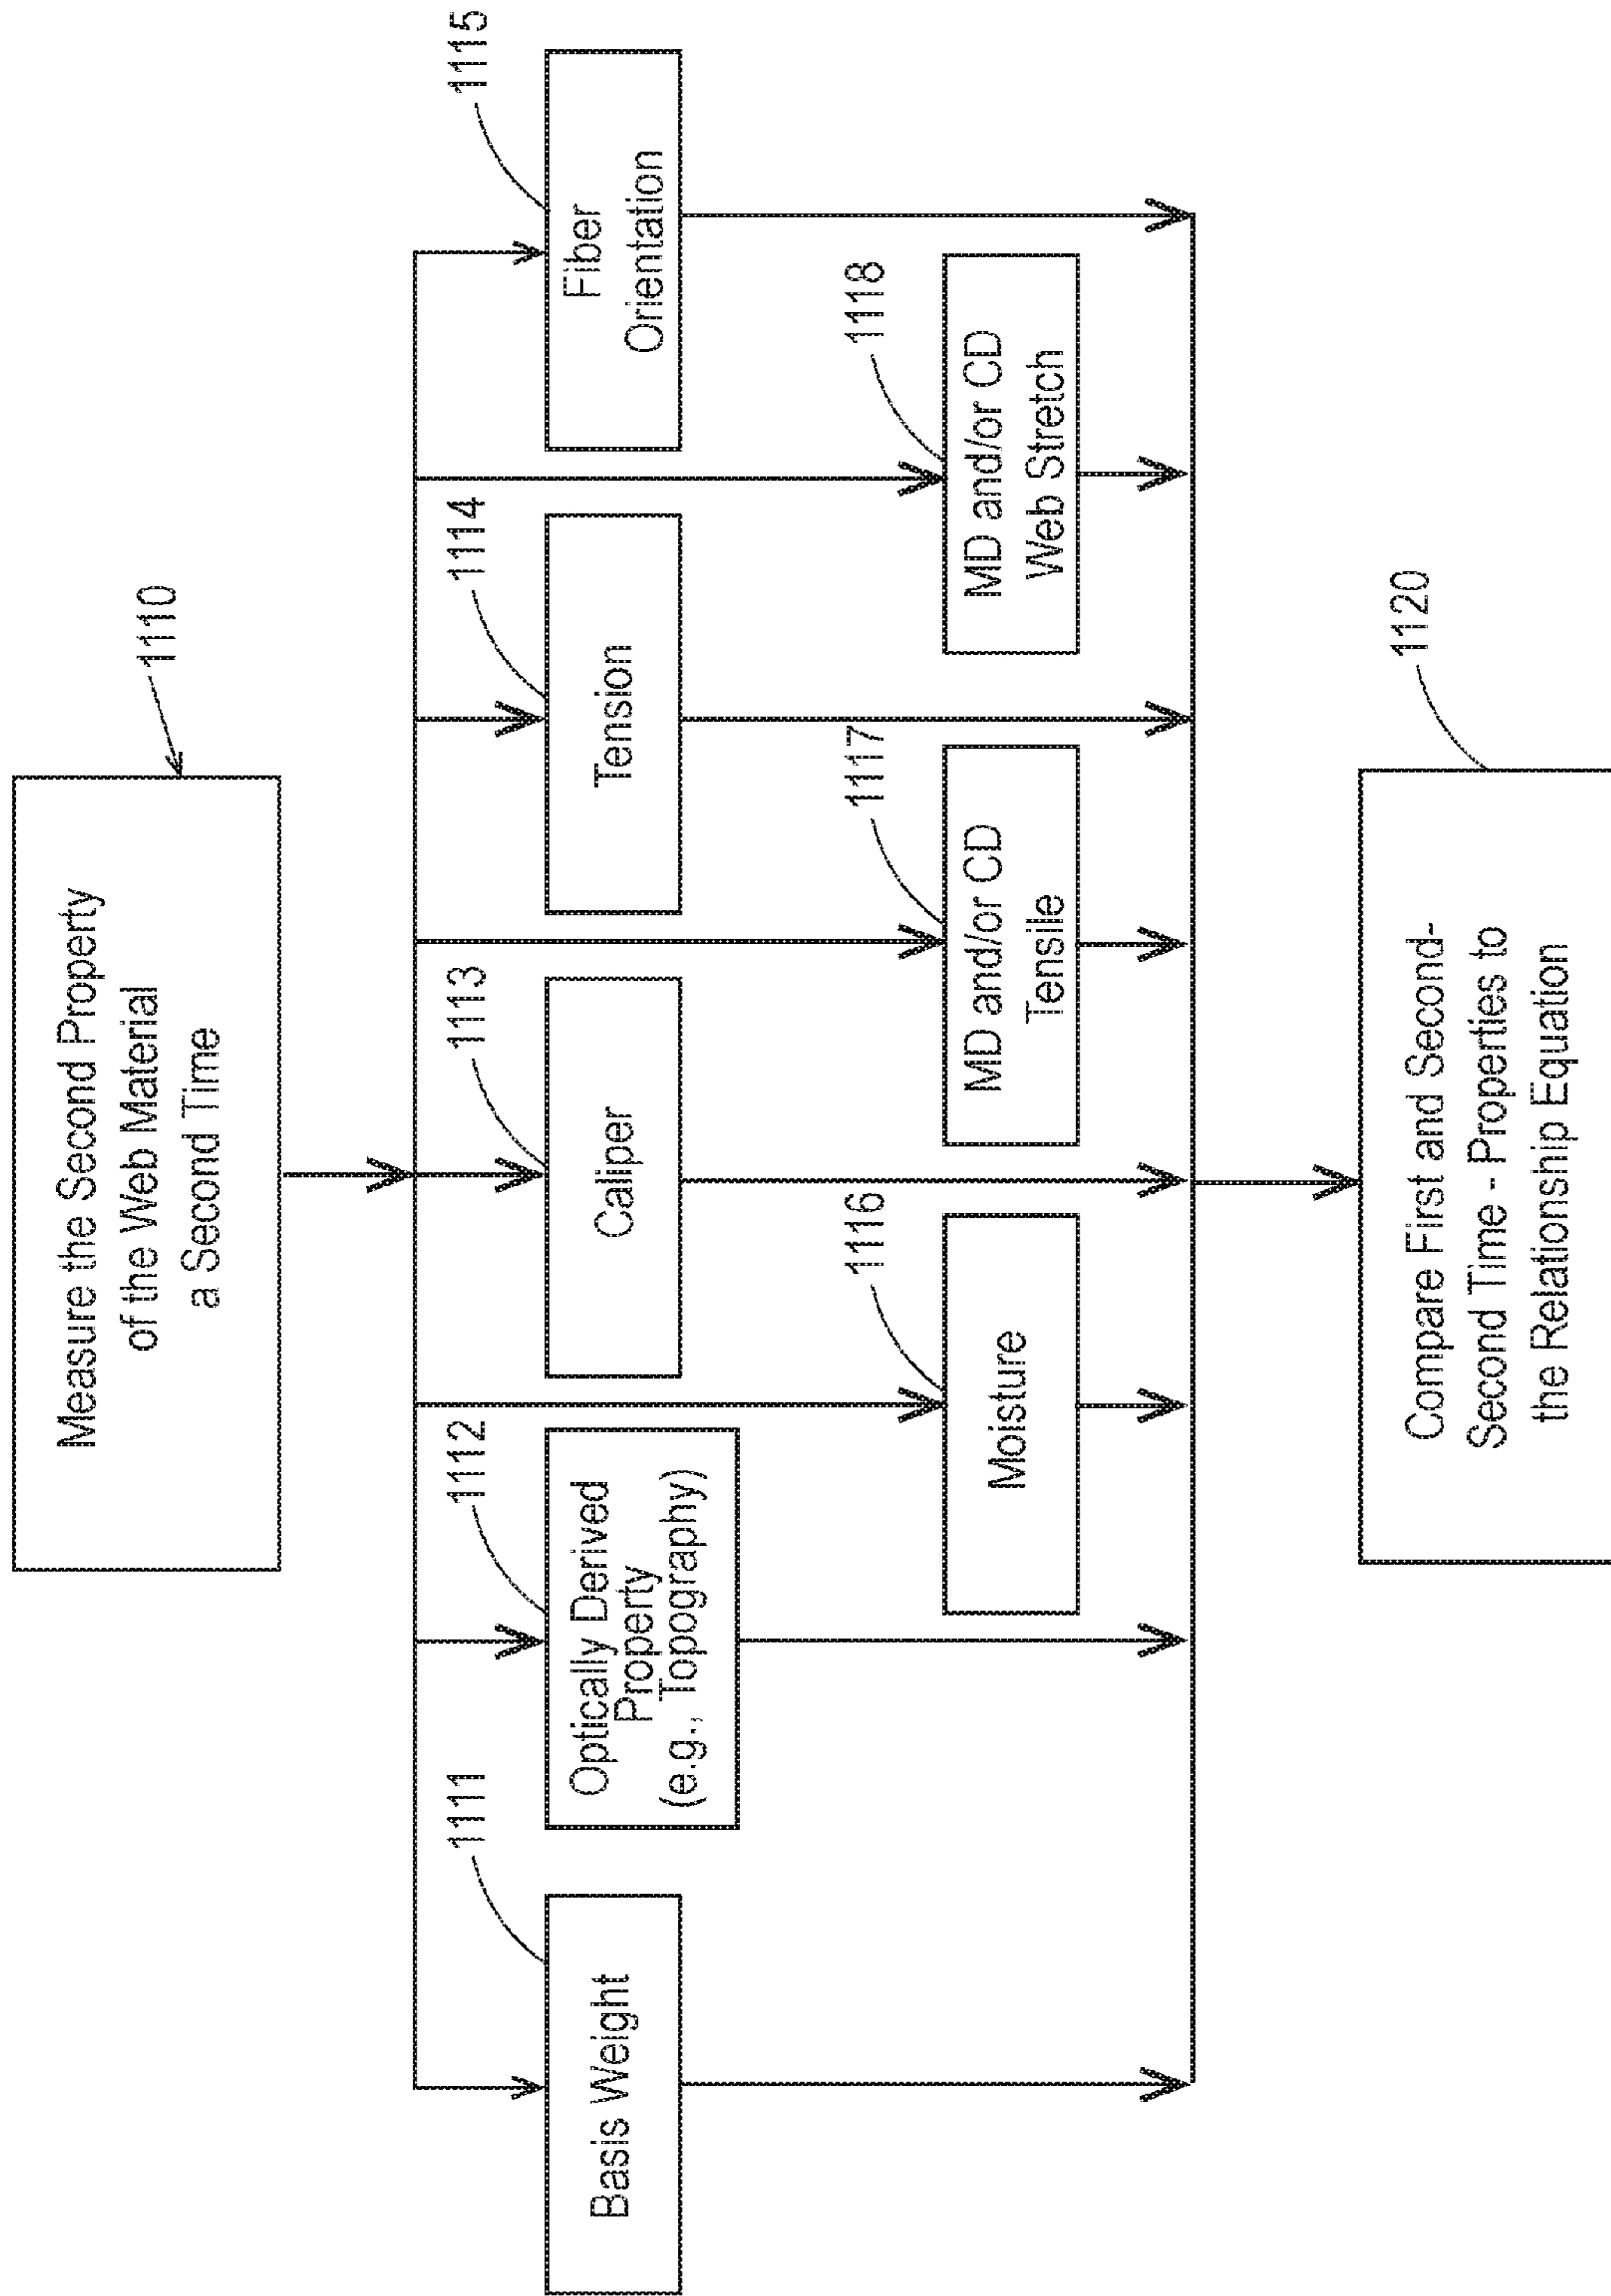 Measure the Second Property
of the Web Material
a Second Time
1110
1111
Basis Weight
1112
Optically Derived
Property
(e.g., Topography)
1113
Caliper
1114
Tension
1115
Fiber
Orientation
1116
Moisture
1117
MD and/or CD
Tensile
1118
MD and/or CD
Web Stretch
1120
Compare First and Second-
Second Time - Properties to
the Relationship Equation